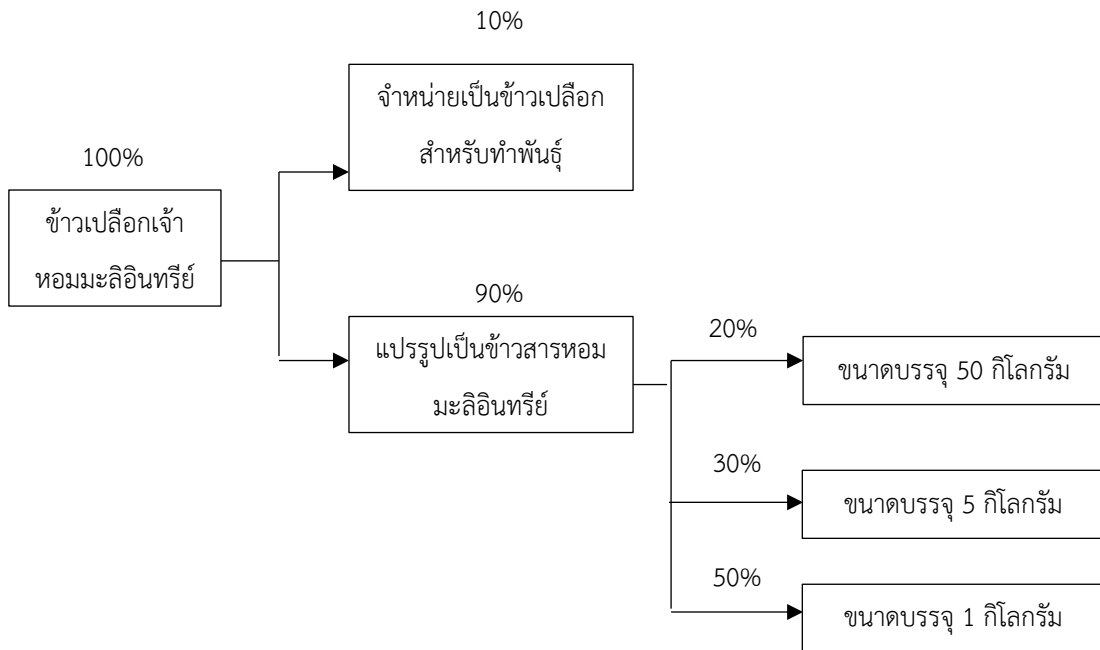 10%
จำหน่ายเป็นข้าวเปลือก
สำหรับทำพันธุ์
100%
ข้าวเปลือกเจ้า
หอมมะลิอินทรีย์
90%
แปรรูปเป็นข้าวสารหอม
มะลิอินทรีย์
20%
ขนาดบรรจุ 50 กิโลกรัม
30%
ขนาดบรรจุ 5 กิโลกรัม
50%
ขนาดบรรจุ 1 กิโลกรัม